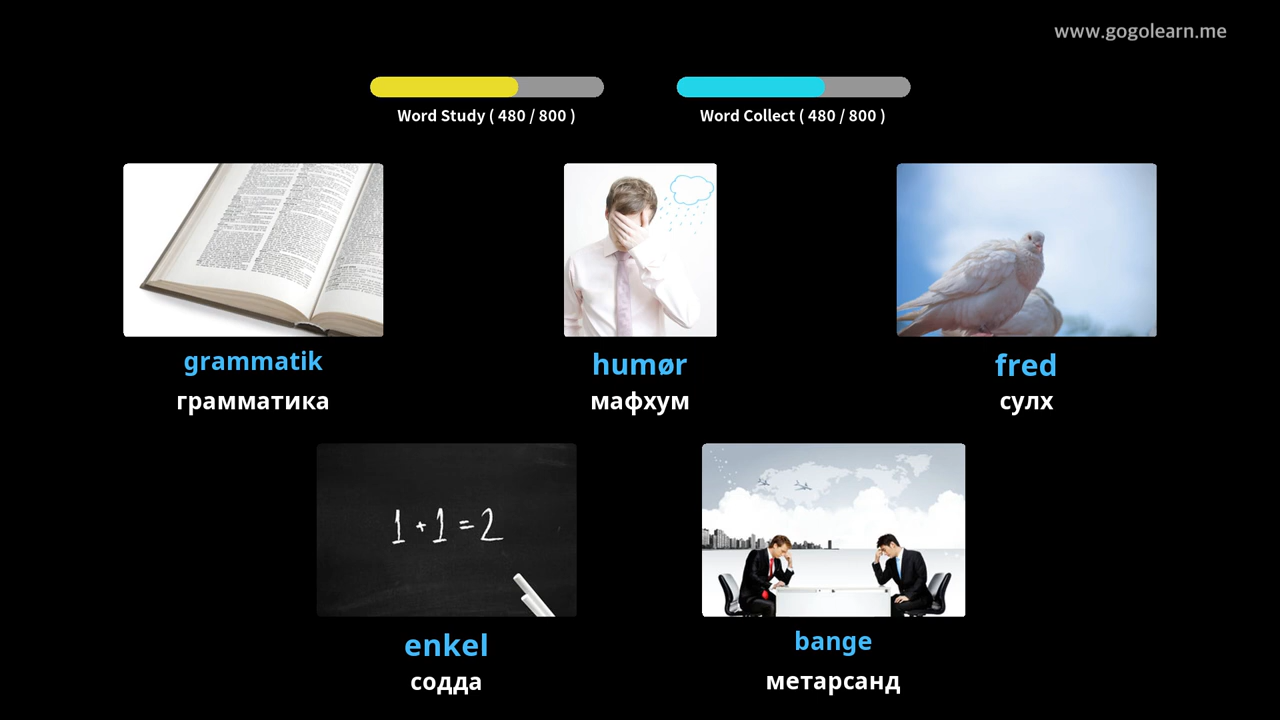 www.gogolearn.me
Word Study ( 480 / 800 )
Word Collect ( 480 / 800 )
grammatik
грамматика
humør
мафхум
fred
сулх
1 + 1 = 2
enkel
содда
bange
метарсанд